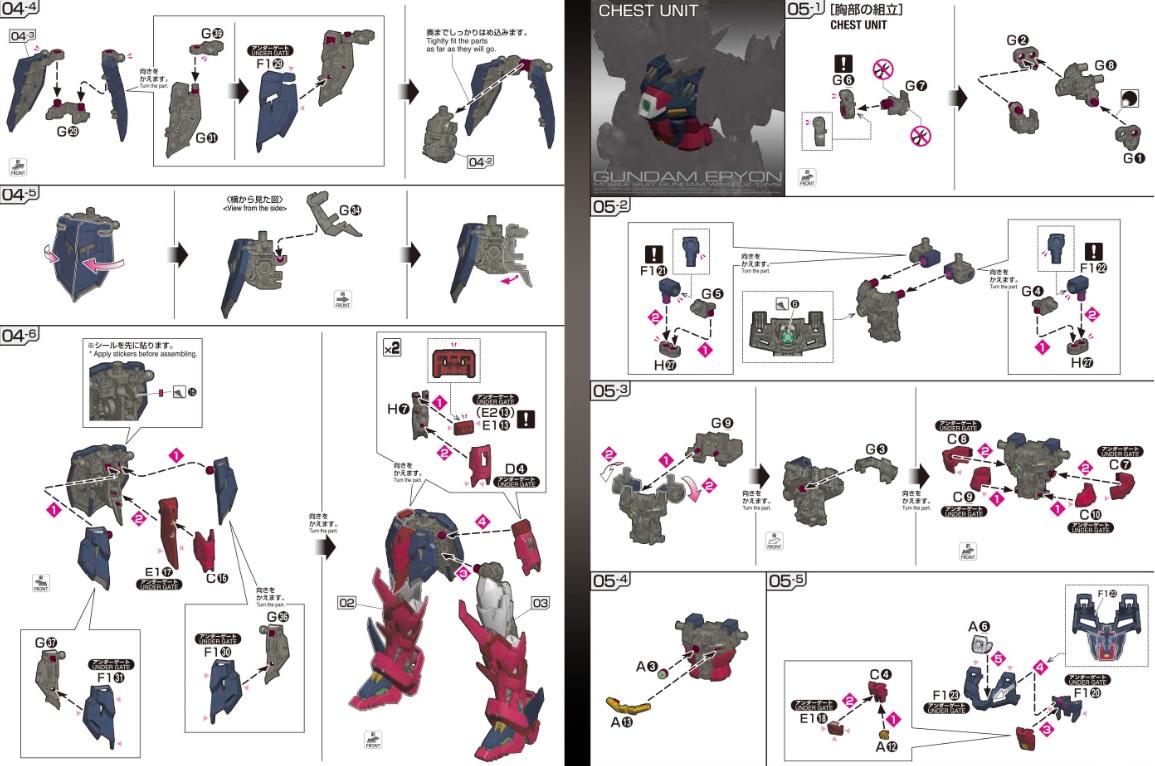 04-4
04-3
向きを
かえます。
Turn the part.
G29
G39
G31
アンダーゲート
UNDER GATE
F1 29
奥までしっかりはめ込みます。
Tightly fit the parts
as far as they will go.
04-2
前
FRONT
04-5
<横から見た図>
<View from the side>
G34
前
FRONT
04-6
※シールを先に貼ります。
* Apply stickers before assembling.
15
1
1
2
E1 17
アンダーゲート
UNDER GATE
C16
前
FRONT
向きを
かえます。
Turn the part.
G37
アンダーゲート
UNDER GATE
F1 31
アンダーゲート
UNDER GATE
F1 30
G36
向きを
かえます。
Turn the part.
×2
H7
1
アンダーゲート
UNDER GATE
(E2 13)
E1 13
!
2
D4
アンダーゲート
UNDER GATE
向きを
かえます。
Turn the part.
4
3
02
03
前
FRONT
CHEST UNIT
GUNDAM EPYON
MOBILE SUIT GUNDAM WING OZ-13MS
05-1
[胸部の組立]
CHEST UNIT
!
G6
G7
G2
G8
G1
前
FRONT
05-2
!
F1 21
G5
2
1
H27
向きを
かえます。
Turn the part.
6
向きを
かえます。
Turn the part.
!
F1 22
G4
2
1
H27
05-3
2
1
G9
2
向きを
かえます。
Turn the part.
G3
前
FRONT
向きを
かえます。
Turn the part.
アンダーゲート
UNDER GATE
C8
2
2
C7
アンダーゲート
UNDER GATE
C9
1
アンダーゲート
UNDER GATE
1
C10
アンダーゲート
UNDER GATE
前
FRONT
05-4
A3
A13
05-5
C4
2
アンダーゲート
UNDER GATE
E1 18
1
A12
A6
5
4
F1 23
F1 23
アンダーゲート
UNDER GATE
アンダーゲート
UNDER GATE
F1 20
3